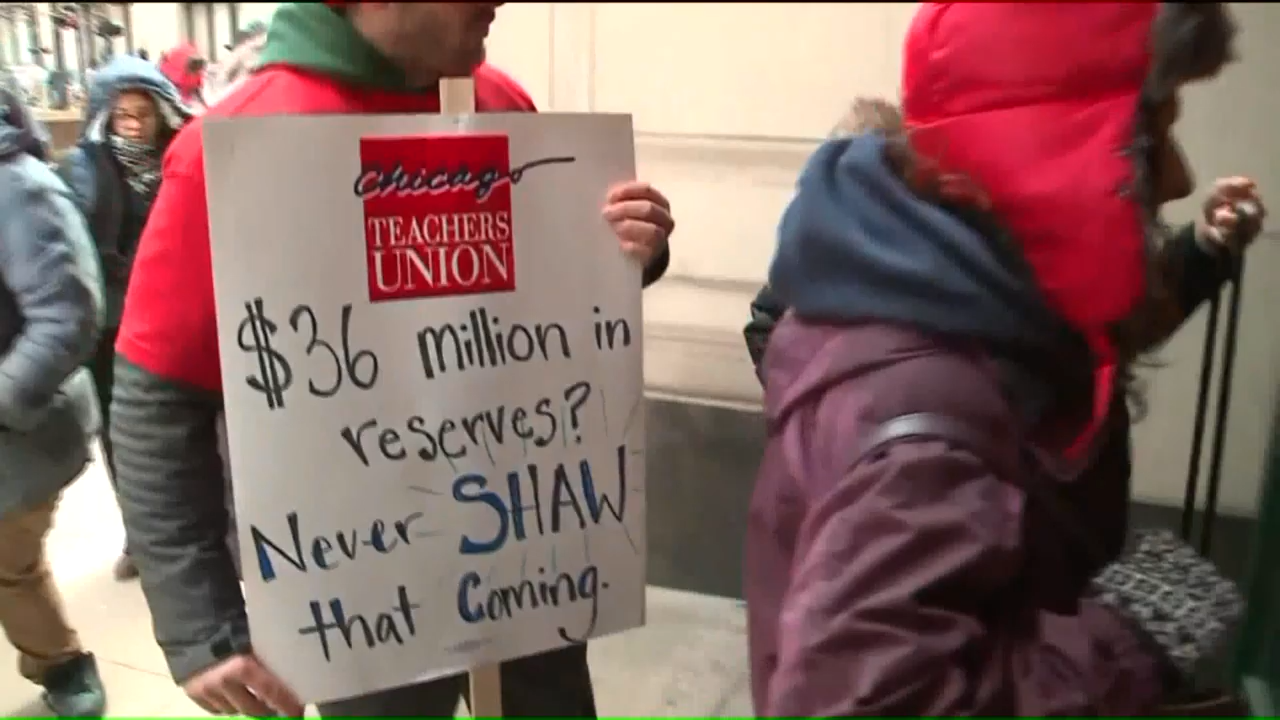 Chicago
TEACHERS
UNION
$36 million in
reserves?
Never SHAW
that Coming.